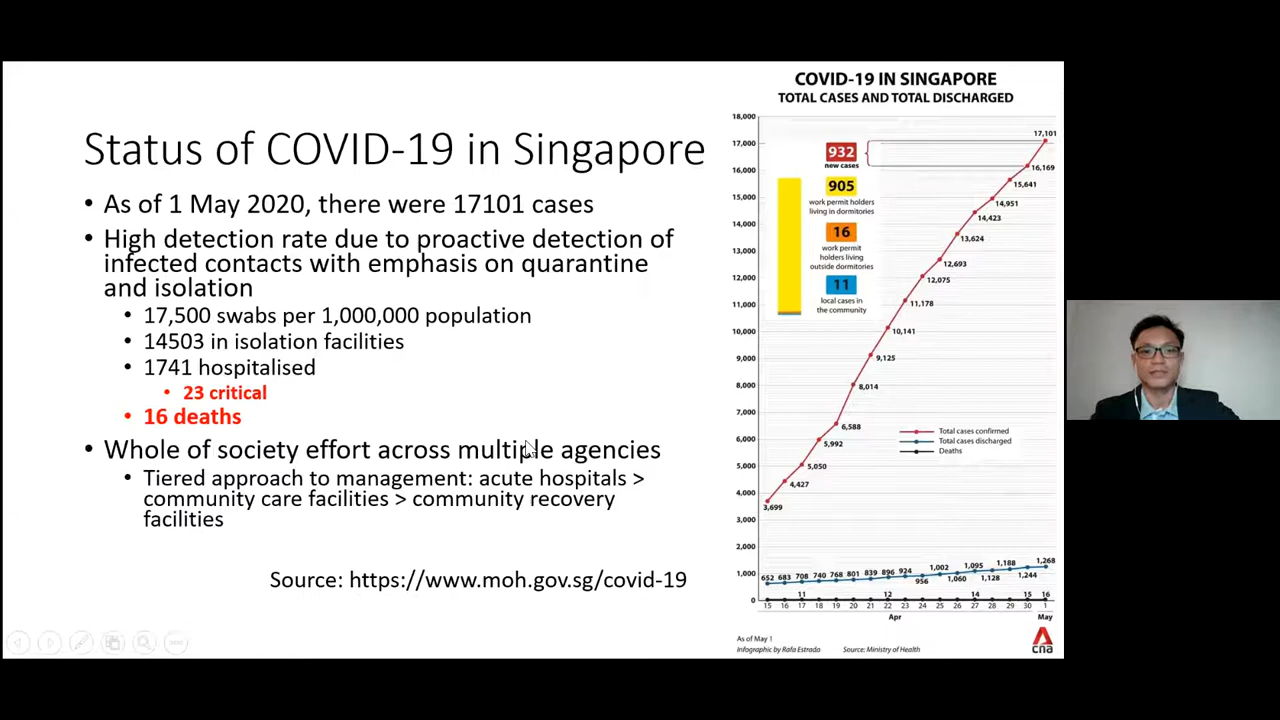 Status of COVID-19 in Singapore
• As of 1 May 2020, there were 17101 cases
• High detection rate due to proactive detection of
infected contacts with emphasis on quarantine
and isolation
• 17,500 swabs per 1,000,000 population
• 14503 in isolation facilities
• 1741 hospitalised
• 23 critical
• 16 deaths
• Whole of society effort across multiple agencies
• Tiered approach to management: acute hospitals >
community care facilities > community recovery
facilities
Source: https://www.moh.gov.sg/covid-19
COVID-19 IN SINGAPORE
TOTAL CASES AND TOTAL DISCHARGED
18,000
17,000
16,000
15,000
14,000
13,000
12,000
11,000
10,000
9,000
8,000
7,000
6,000
5,000
4,000
3,000
2,000
1,000
0
932
new cases
905
work permit holders
living in dormitories
16
work permit
holders living
outside dormitories
11
local cases in
the community
17,101
16,169
15,641
14,951
14,423
13,624
12,693
12,075
11,178
10,141
9,125
8,014
6,588
5,992
5,050
4,427
3,699
Total cases confirmed
Total cases discharged
Deaths
652 683 708 740 768 801 839 896 924 956 1,002 1,060 1,095 1,128 1,188 1,244 1,268
11 12 14 15 16
15 16 17 18 19 20 21 22 23 24 25 26 27 28 29 30 1
Apr May
As of May 1
Infographic by Rafa Estrada Source: Ministry of Health
cna